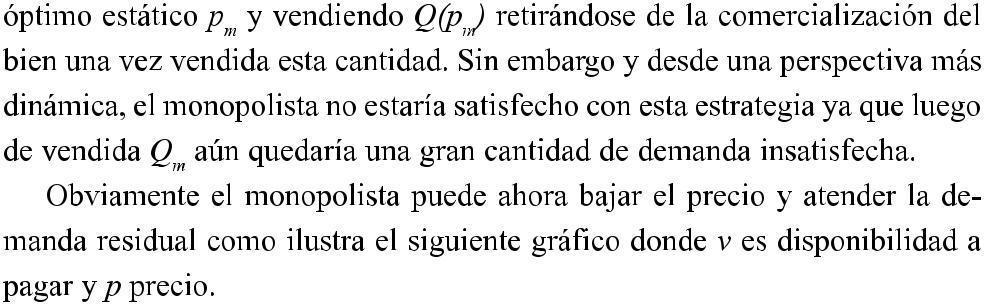 óptimo estático p_m y vendiendo Q(p_m) retirándose de la comercialización del
bien una vez vendida esta cantidad. Sin embargo y desde una perspectiva más
dinámica, el monopolista no estaría satisfecho con esta estrategia ya que luego
de vendida Q_m aún quedaría una gran cantidad de demanda insatisfecha.
Obviamente el monopolista puede ahora bajar el precio y atender la de-
manda residual como ilustra el siguiente gráfico donde v es disponibilidad a
pagar y p precio.